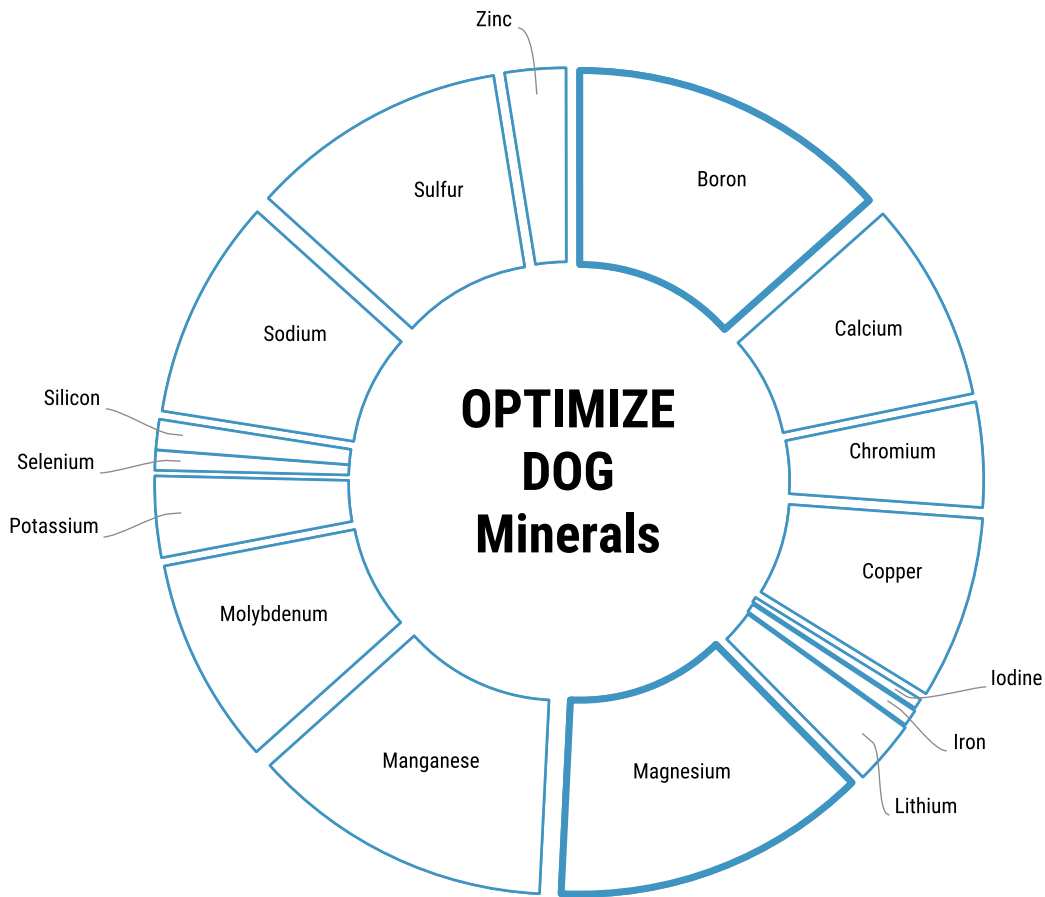 Zinc
Boron
Sulfur
Calcium
Sodium
Silicon
Chromium
Selenium
Potassium
OPTIMIZE
DOG
Minerals
Copper
Molybdenum
Iodine
Iron
Manganese
Magnesium
Lithium